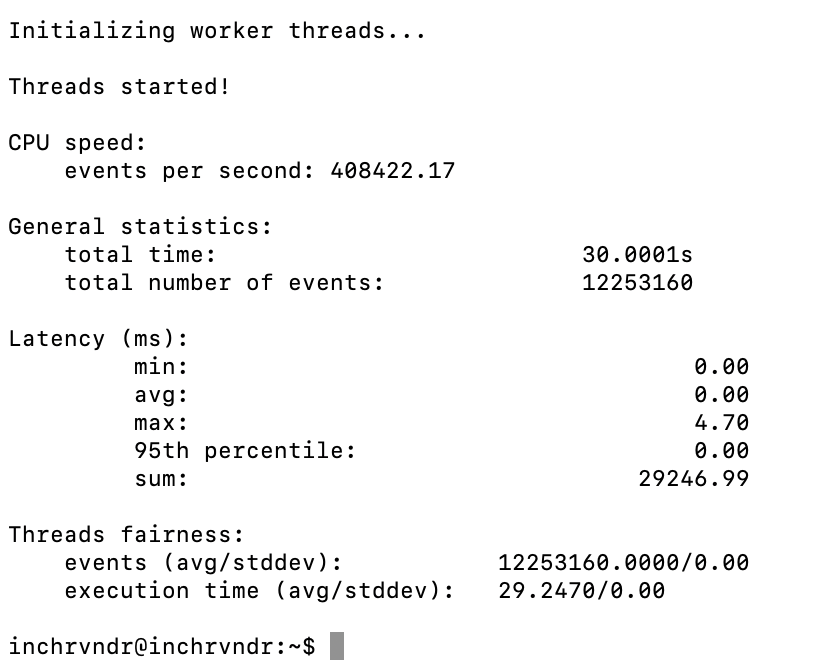 Initializing worker threads...
Threads started!
CPU speed:
events per second: 408422.17
General statistics:
total time: 30.0001s
total number of events: 12253160
Latency (ms):
min: 0.00
avg: 0.00
max: 4.70
95th percentile: 0.00
sum: 29246.99
Threads fairness:
events (avg/stddev): 12253160.0000/0.00
execution time (avg/stddev): 29.2470/0.00
inchrvndr@inchrvndr:~$